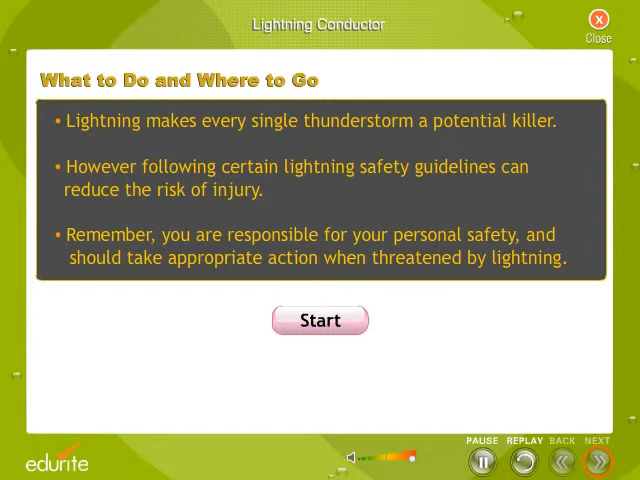 Lightning Conductor
Close
What to Do and Where to Go
• Lightning makes every single thunderstorm a potential killer.
• However following certain lightning safety guidelines can
reduce the risk of injury.
• Remember, you are responsible for your personal safety, and
should take appropriate action when threatened by lightning.
Start
PAUSE REPLAY BACK NEXT
edurite